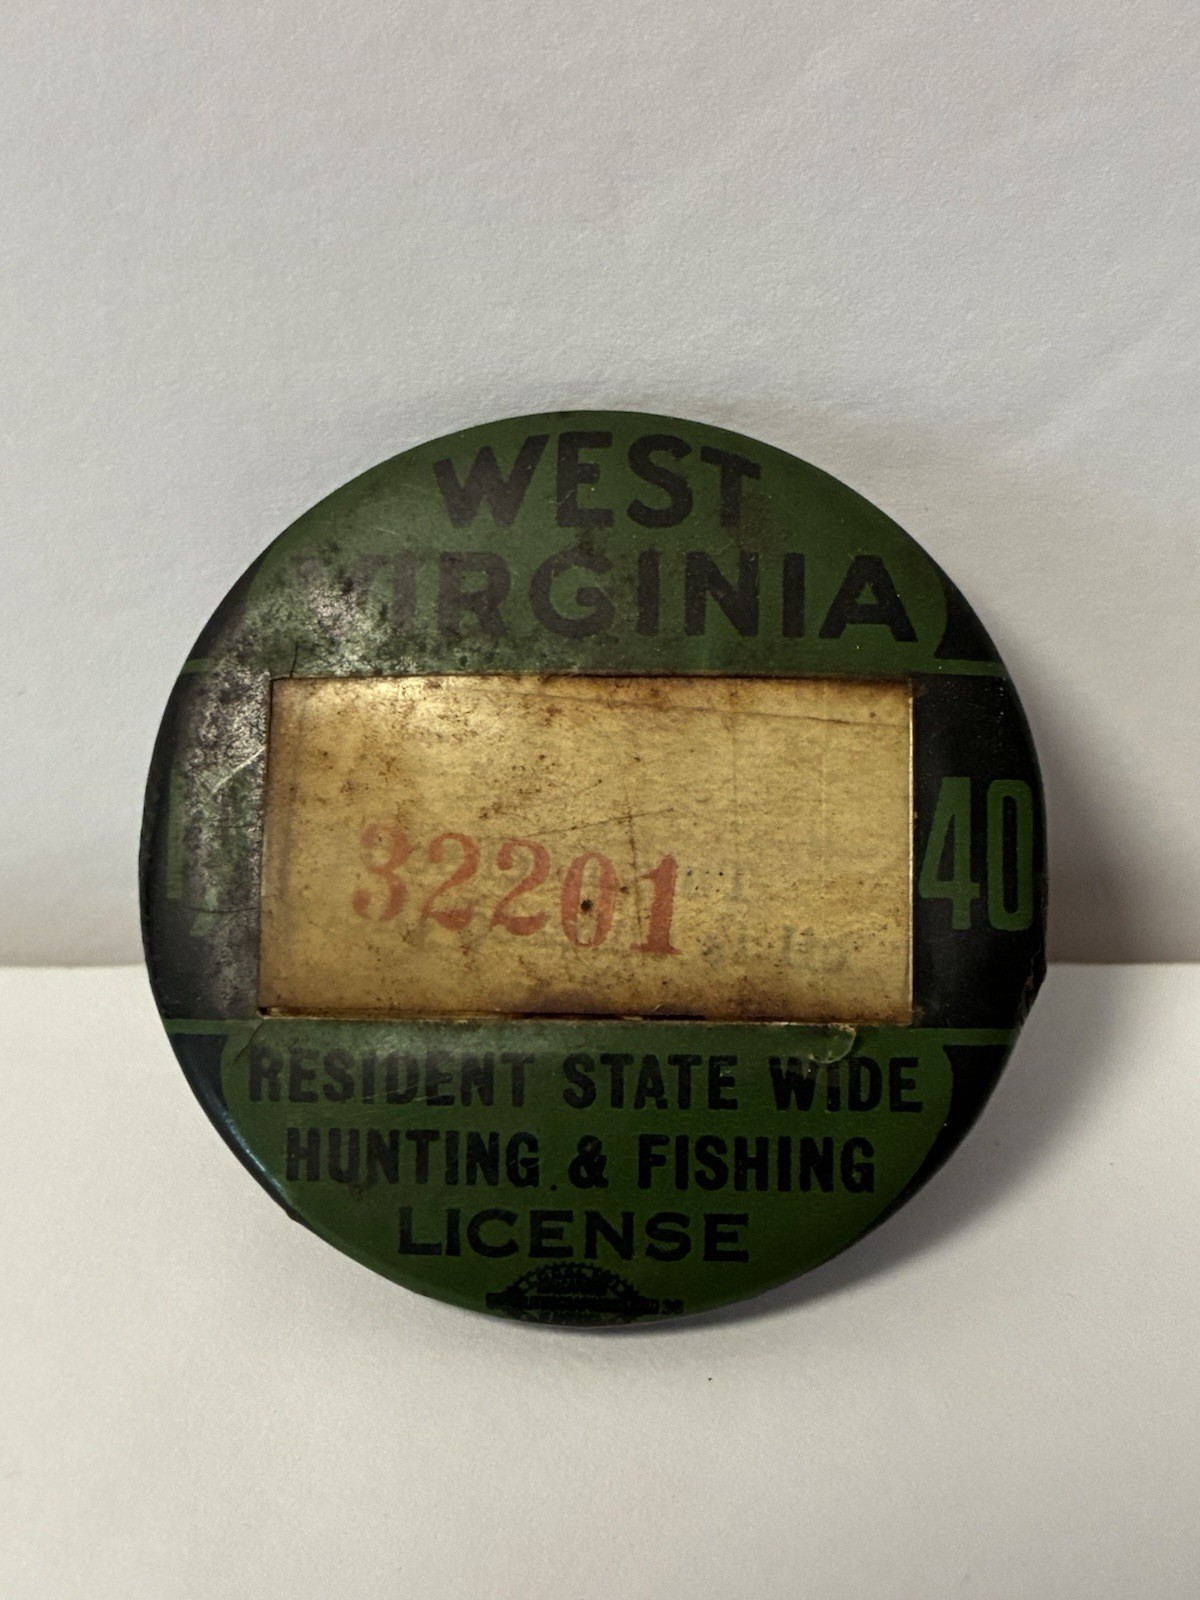 WEST
VIRGINIA
40
32201
RESIDENT STATE WIDE
HUNTING & FISHING
LICENSE